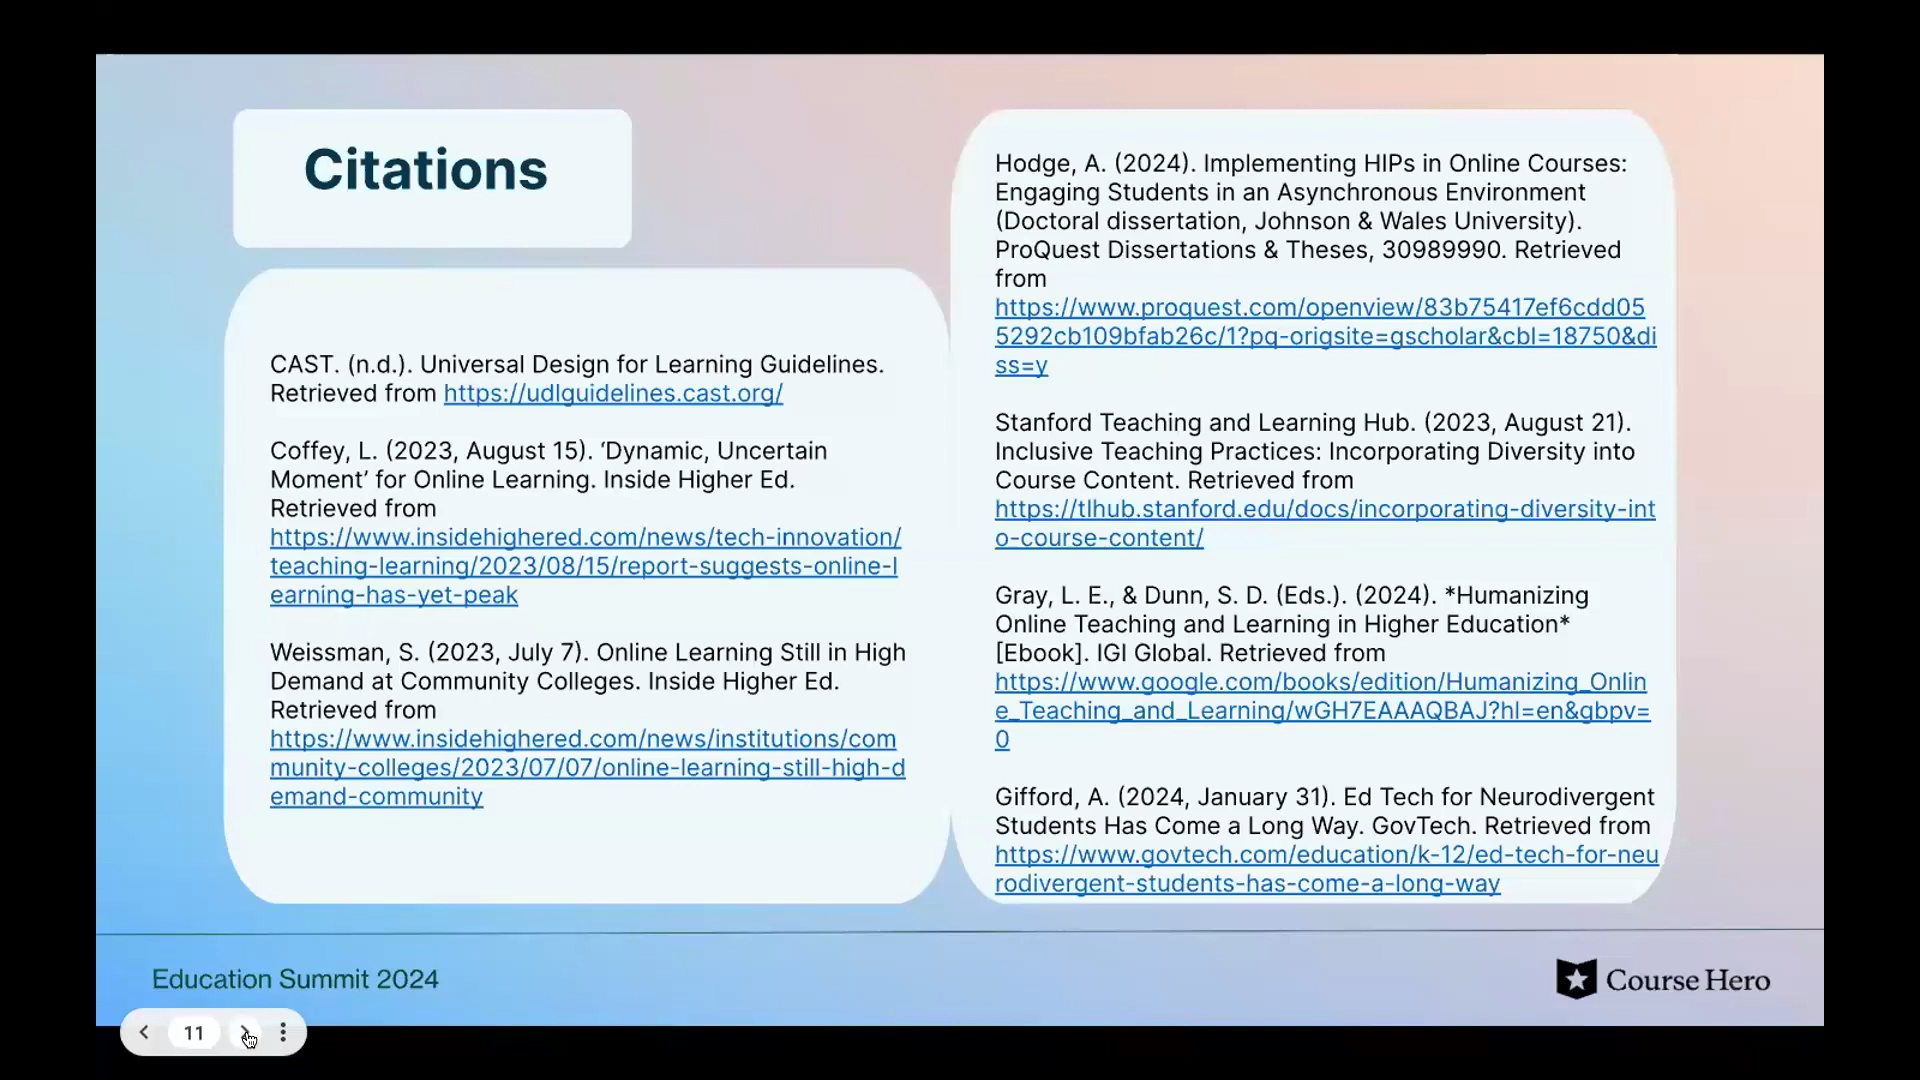 Citations
CAST. (n.d.). Universal Design for Learning Guidelines.
Retrieved from https://udlguidelines.cast.org/
Coffey, L. (2023, August 15). ‘Dynamic, Uncertain
Moment’ for Online Learning. Inside Higher Ed.
Retrieved from
https://www.insidehighered.com/news/tech-innovation/
teaching-learning/2023/08/15/report-suggests-online-l
earning-has-yet-peak
Weissman, S. (2023, July 7). Online Learning Still in High
Demand at Community Colleges. Inside Higher Ed.
Retrieved from
https://www.insidehighered.com/news/institutions/com
munity-colleges/2023/07/07/online-learning-still-high-d
emand-community
Hodge, A. (2024). Implementing HIPs in Online Courses:
Engaging Students in an Asynchronous Environment
(Doctoral dissertation, Johnson & Wales University).
ProQuest Dissertations & Theses, 30989990. Retrieved
from
https://www.proquest.com/openview/83b75417ef6cdd05
5292cb109bfab26c/1?pq-origsite=gscholar&cbl=18750&di
ss=y
Stanford Teaching and Learning Hub. (2023, August 21).
Inclusive Teaching Practices: Incorporating Diversity into
Course Content. Retrieved from
https://tlhub.stanford.edu/docs/incorporating-diversity-int
o-course-content/
Gray, L. E., & Dunn, S. D. (Eds.). (2024). *Humanizing
Online Teaching and Learning in Higher Education*
[Ebook]. IGI Global. Retrieved from
https://www.google.com/books/edition/Humanizing_Onlin
e_Teaching_and_Learning/wGH7EAAAQBAJ?hl=en&gbpv=
0
Gifford, A. (2024, January 31). Ed Tech for Neurodivergent
Students Has Come a Long Way. GovTech. Retrieved from
https://www.govtech.com/education/k-12/ed-tech-for-neu
rodivergent-students-has-come-a-long-way
Education Summit 2024
Course Hero
11